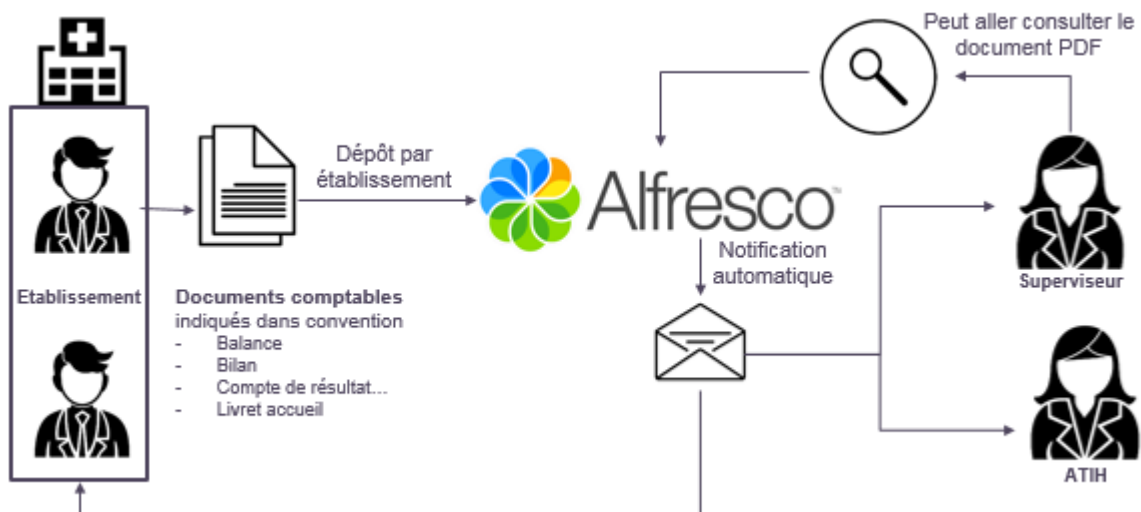 Peut aller consulter le
document PDF
Dépôt par
établissement
Alfresco™
Notification
automatique
Etablissement
Documents comptables
indiqués dans convention
- Balance
- Bilan
- Compte de résultat...
- Livret accueil
Superviseur
ATIH